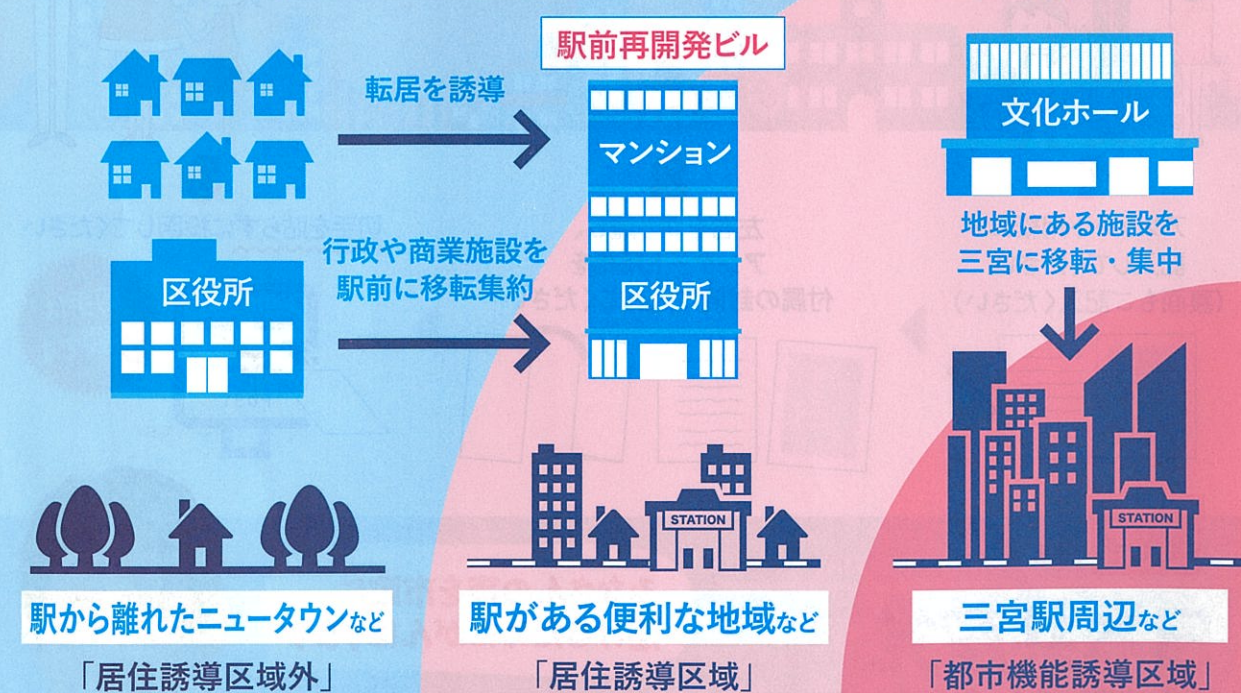 駅前再開発ビル
転居を誘導
マンション
文化ホール
行政や商業施設を
駅前に移転集約
区役所
区役所
地域にある施設を
三宮に移転・集中
STATION
STATION
駅から離れたニュータウンなど
駅がある便利な地域など
三宮駅周辺など
「居住誘導区域外」
「居住誘導区域」
「都市機能誘導区域」